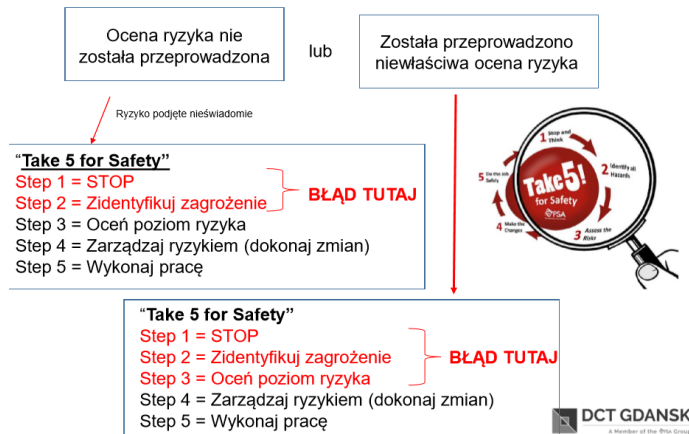 Ocena ryzyka nie
została przeprowadzona
lub
Została przeprowadzono
niewłaściwa ocena ryzyka
Ryzyko podjęte nieświadomie
“Take 5 for Safety”
Step 1 = STOP
Step 2 = Zidentyfikuj zagrożenie
BŁĄD TUTAJ
Step 3 = Oceń poziom ryzyka
Step 4 = Zarządzaj ryzykiem (dokonaj zmian)
Step 5 = Wykonaj pracę
1 Stop and
Think
2 Identify all
Hazards
3 Assess the
Risks
4 Make the
Changes
5 Do the Job
Safely
Take 5!
for Safety
PSA
“Take 5 for Safety”
Step 1 = STOP
Step 2 = Zidentyfikuj zagrożenie
Step 3 = Oceń poziom ryzyka
BŁĄD TUTAJ
Step 4 = Zarządzaj ryzykiem (dokonaj zmian)
Step 5 = Wykonaj pracę
DCT GDANSK
A Member of the PSA Group